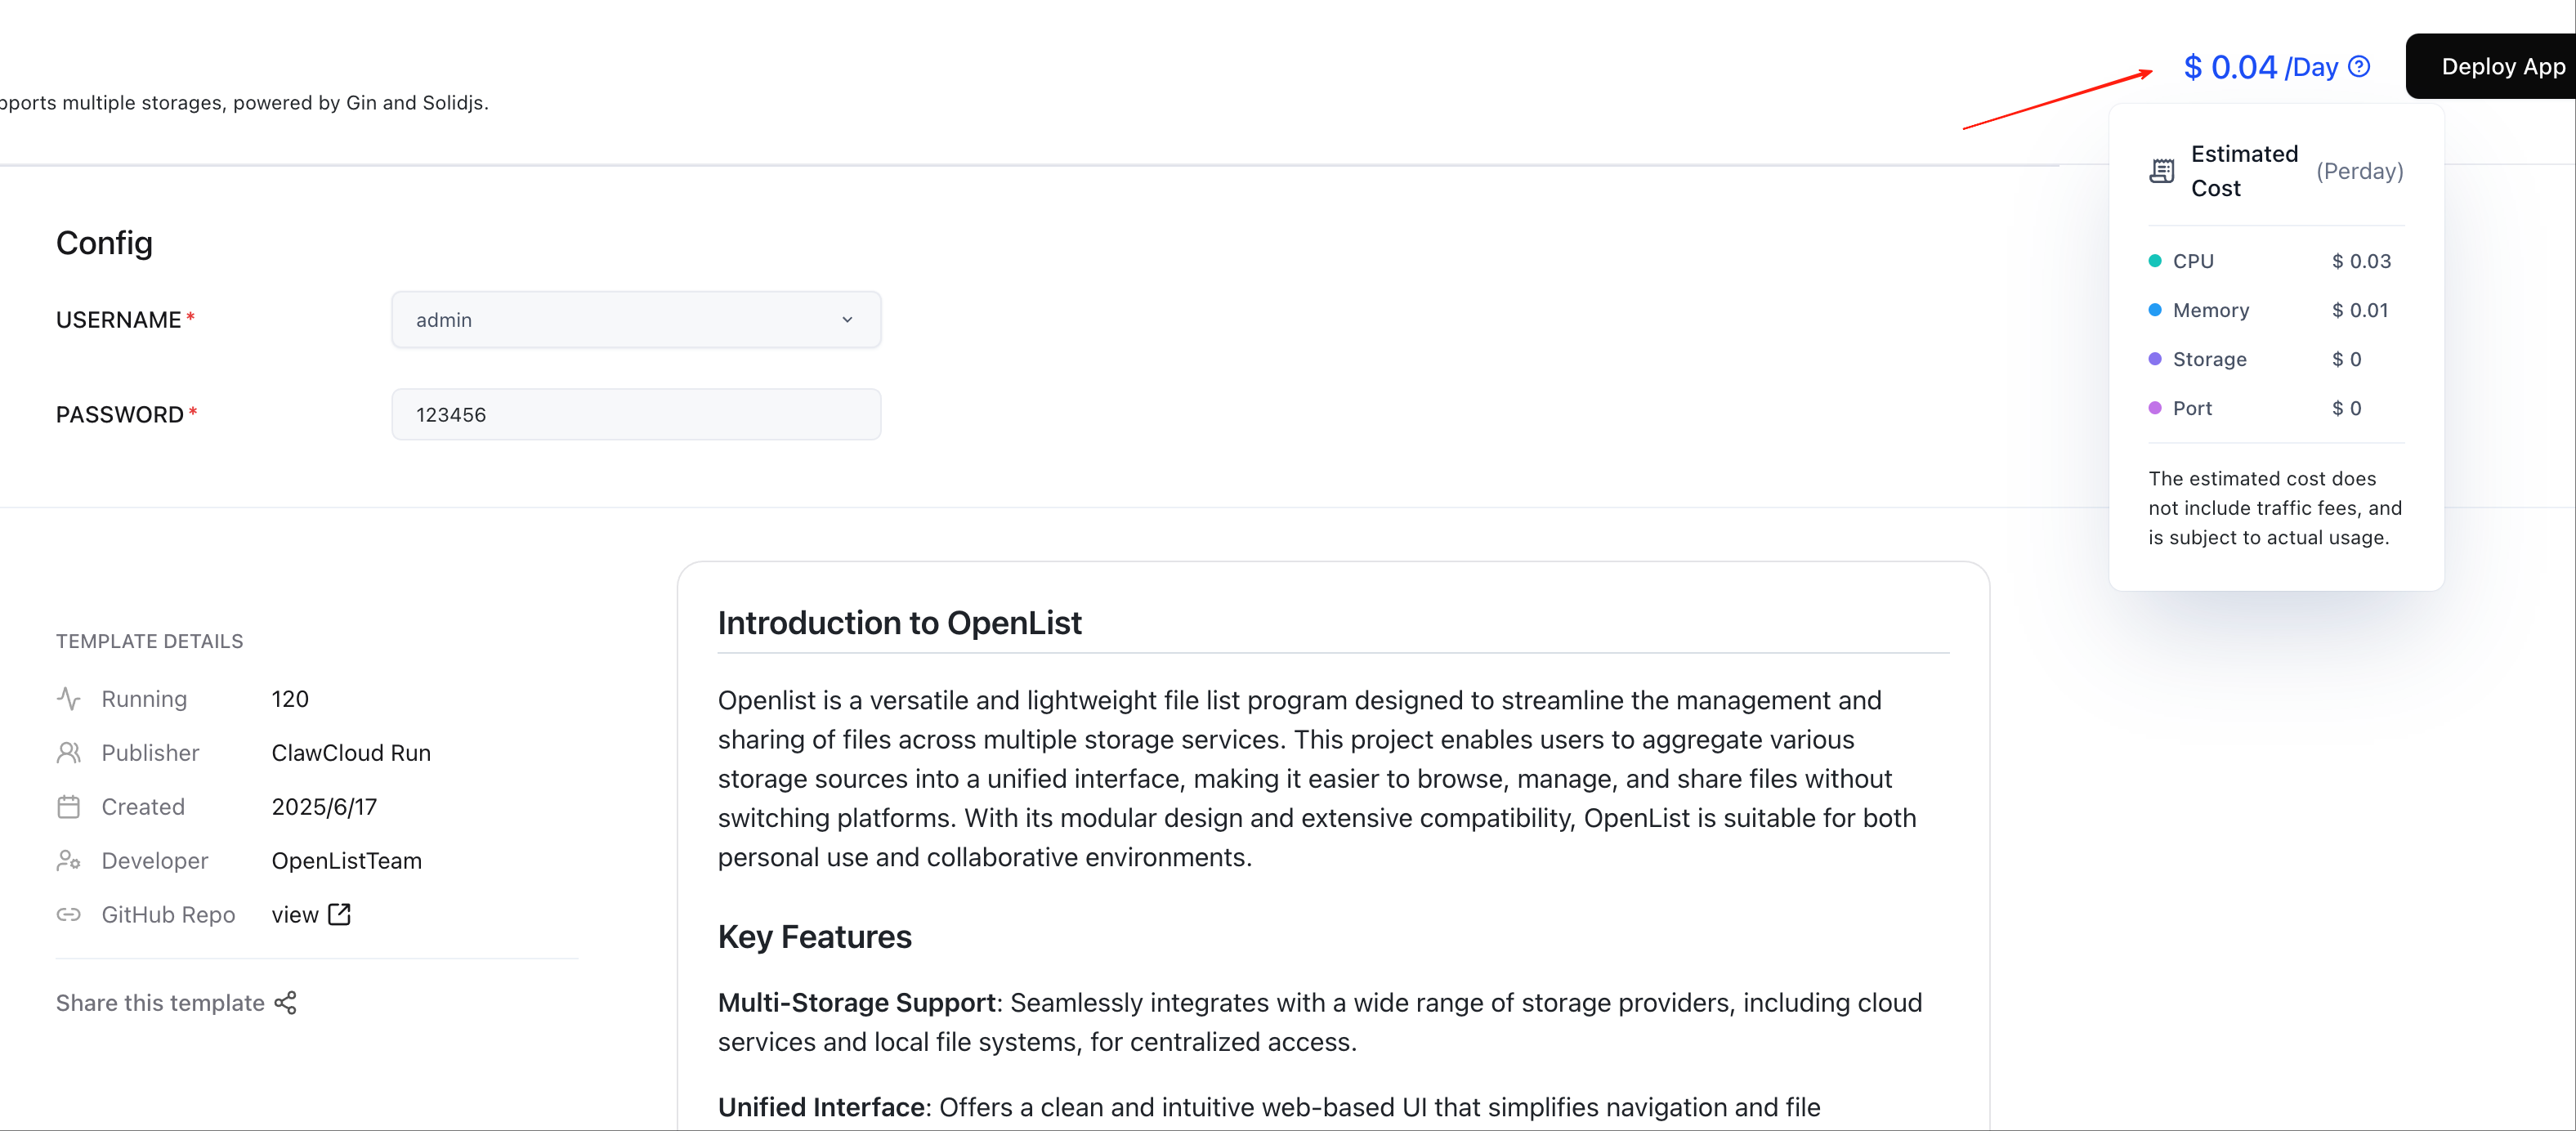 $ 0.04 /Day
Deploy App
supports multiple storages, powered by Gin and Solidjs.
Estimated
Cost
(Perday)
CPU $ 0.03
Memory $ 0.01
Storage $ 0
Port $ 0
The estimated cost does
not include traffic fees, and
is subject to actual usage.
Config
USERNAME *
admin
PASSWORD *
123456
TEMPLATE DETAILS
Running 120
Publisher ClawCloud Run
Created 2025/6/17
Developer OpenListTeam
GitHub Repo view
Share this template
Introduction to OpenList
Openlist is a versatile and lightweight file list program designed to streamline the management and
sharing of files across multiple storage services. This project enables users to aggregate various
storage sources into a unified interface, making it easier to browse, manage, and share files without
switching platforms. With its modular design and extensive compatibility, OpenList is suitable for both
personal use and collaborative environments.
Key Features
Multi-Storage Support: Seamlessly integrates with a wide range of storage providers, including cloud
services and local file systems, for centralized access.
Unified Interface: Offers a clean and intuitive web-based UI that simplifies navigation and file